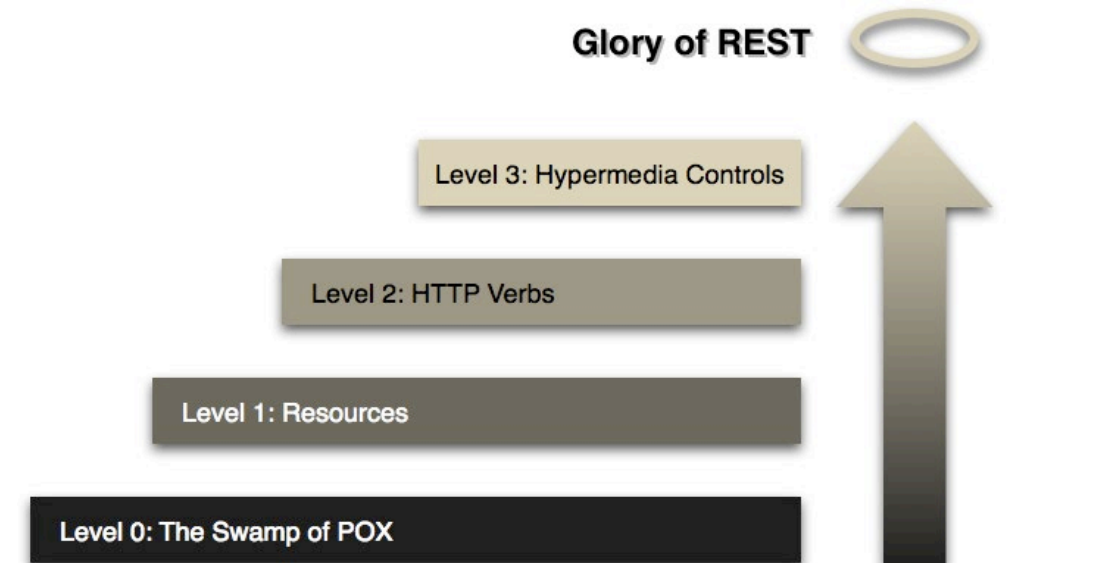 Glory of REST
Level 3: Hypermedia Controls
Level 2: HTTP Verbs
Level 1: Resources
Level 0: The Swamp of POX